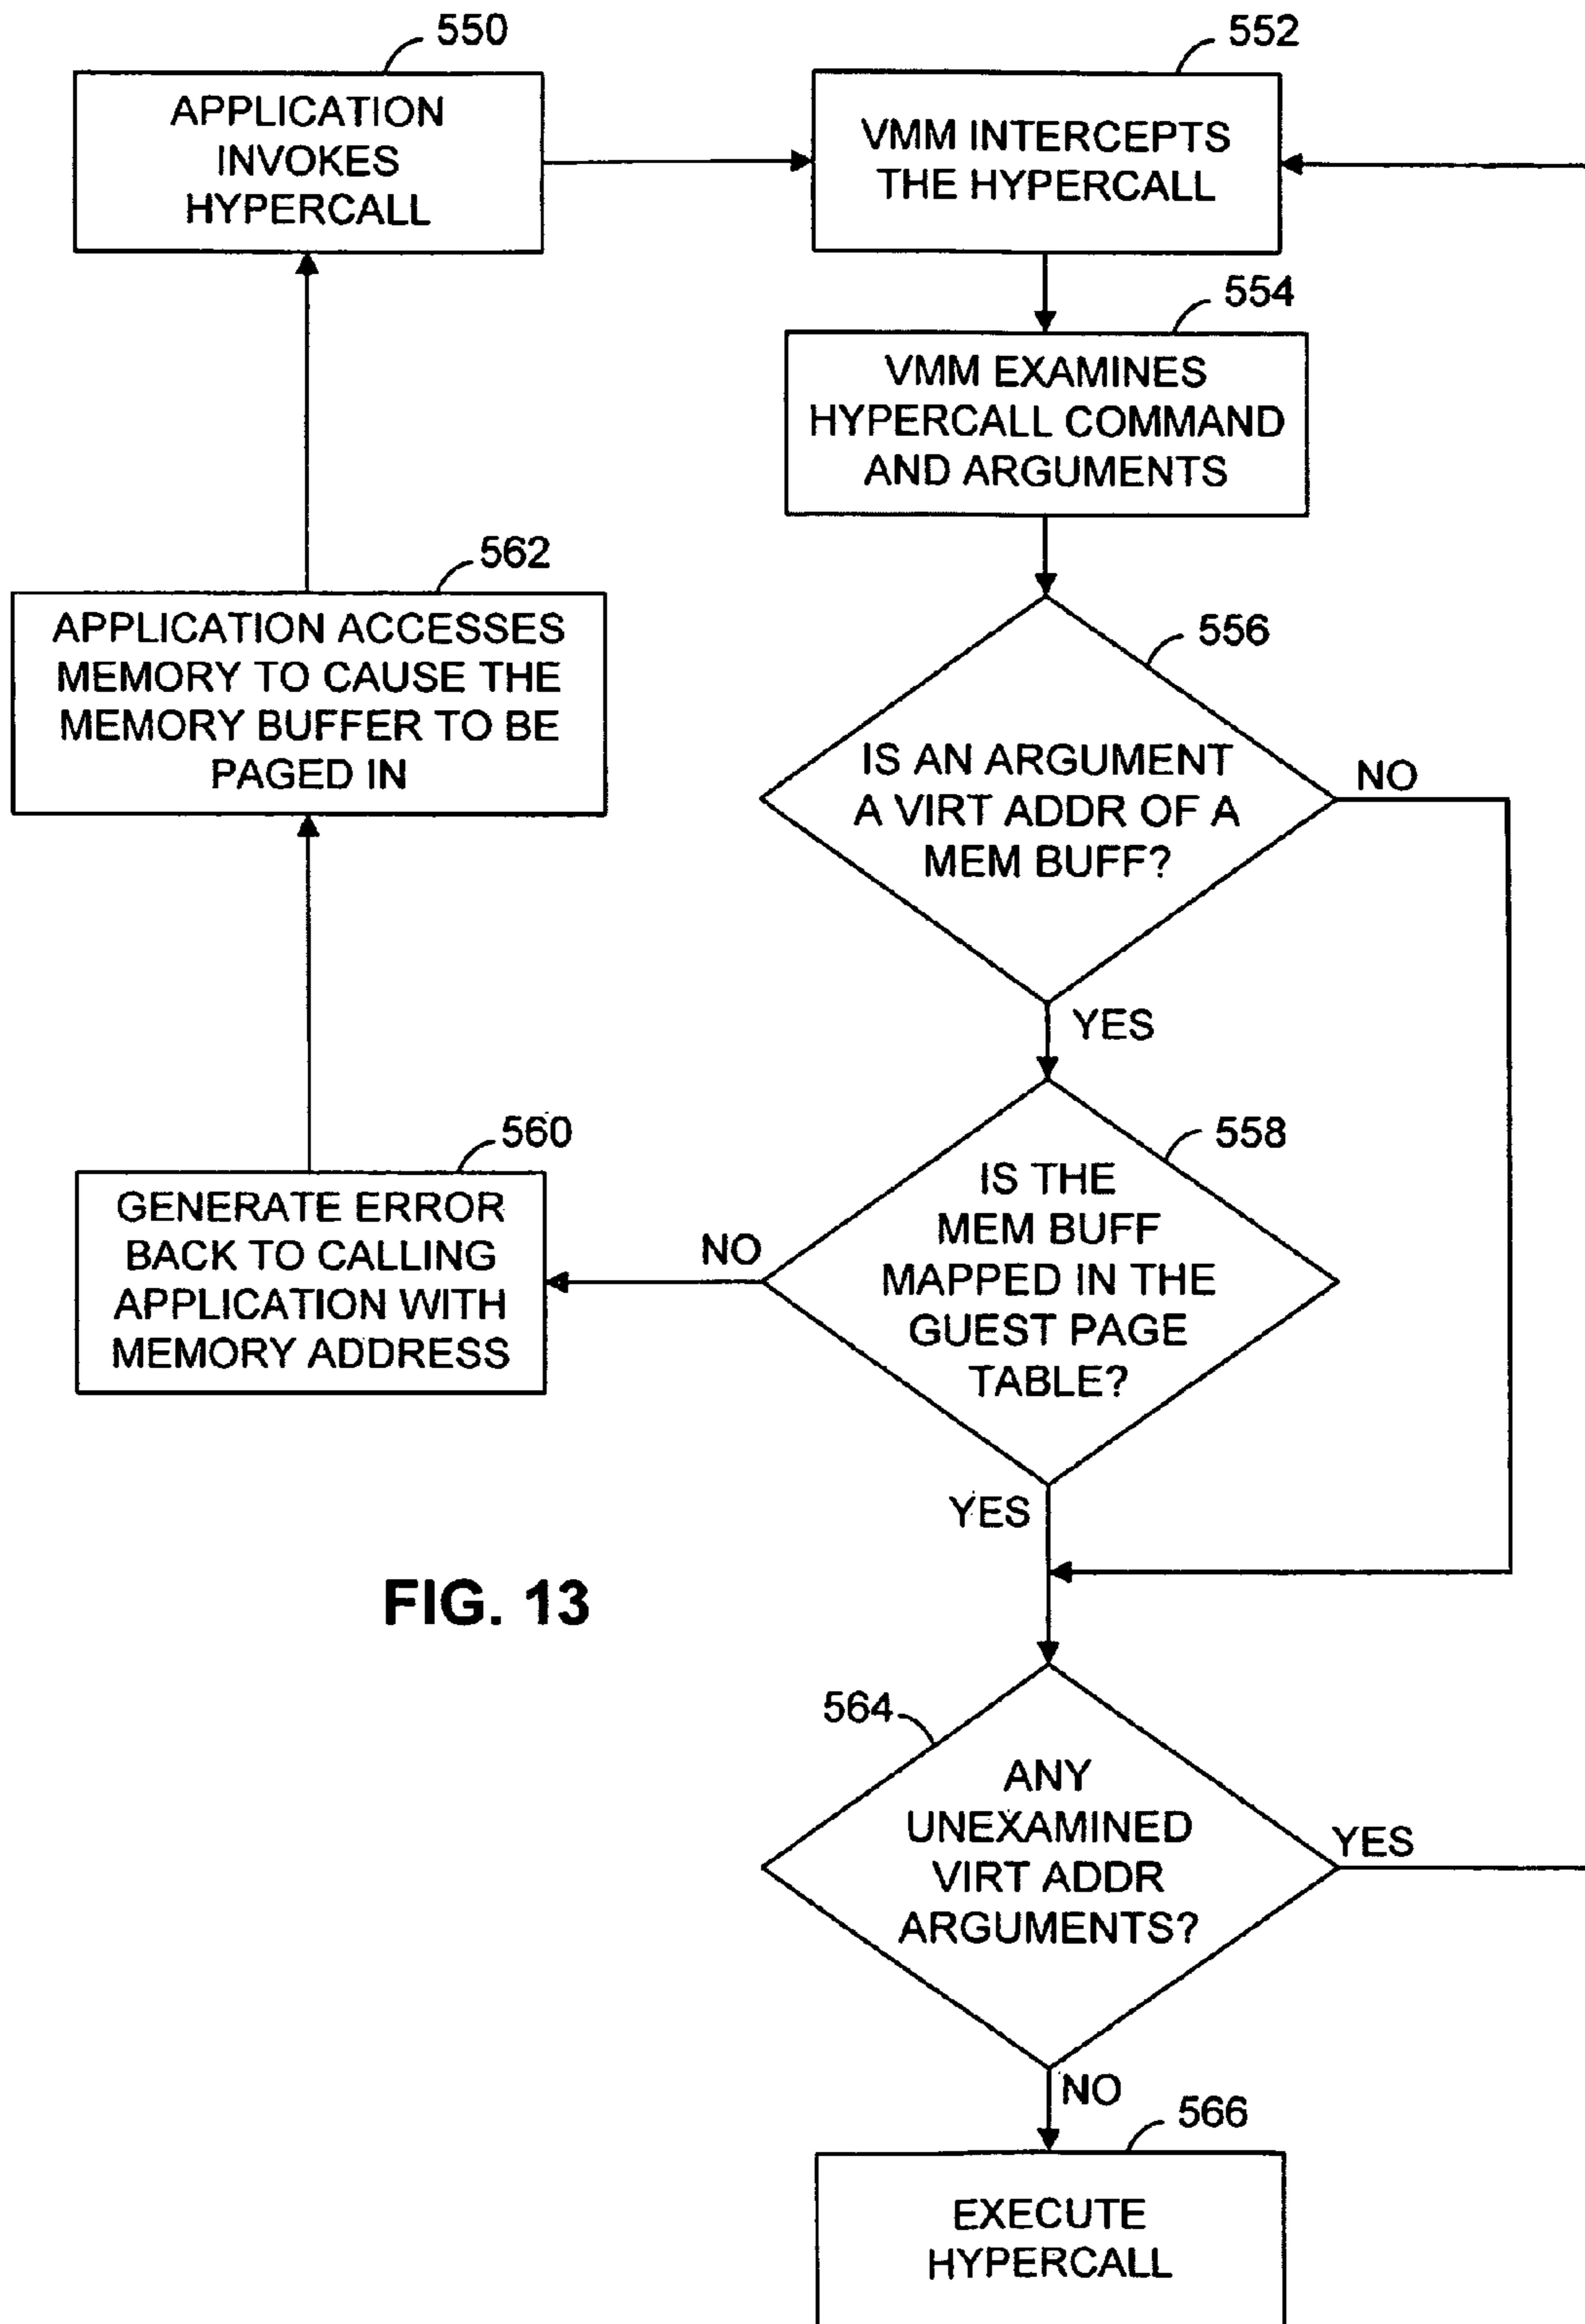 550
APPLICATION
INVOKES
HYPERCALL
552
VMM INTERCEPTS
THE HYPERCALL
554
VMM EXAMINES
HYPERCALL COMMAND
AND ARGUMENTS
562
APPLICATION ACCESSES
MEMORY TO CAUSE THE
MEMORY BUFFER TO BE
PAGED IN
556
IS AN ARGUMENT
A VIRT ADDR OF A
MEM BUFF?
NO
YES
560
GENERATE ERROR
BACK TO CALLING
APPLICATION WITH
MEMORY ADDRESS
558
IS THE
MEM BUFF
MAPPED IN THE
GUEST PAGE
TABLE?
NO
YES
FIG. 13
564
ANY
UNEXAMINED
VIRT ADDR
ARGUMENTS?
YES
NO
566
EXECUTE
HYPERCALL